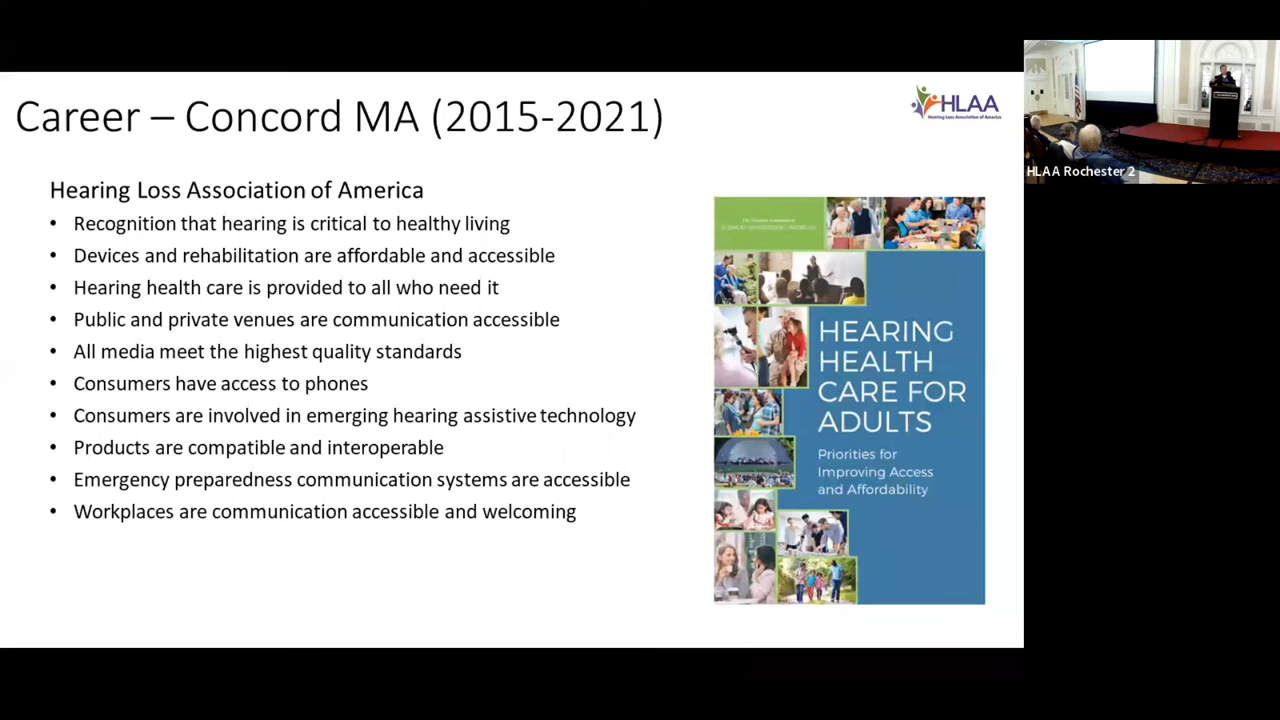 Career – Concord MA (2015-2021)
HLAA
Hearing Loss Association of America
HLAA Rochester 2
Hearing Loss Association of America
• Recognition that hearing is critical to healthy living
• Devices and rehabilitation are affordable and accessible
• Hearing health care is provided to all who need it
• Public and private venues are communication accessible
• All media meet the highest quality standards
• Consumers have access to phones
• Consumers are involved in emerging hearing assistive technology
• Products are compatible and interoperable
• Emergency preparedness communication systems are accessible
• Workplaces are communication accessible and welcoming
HEARING
HEALTH
CARE FOR
ADULTS
Priorities for
Improving Access
and Affordability